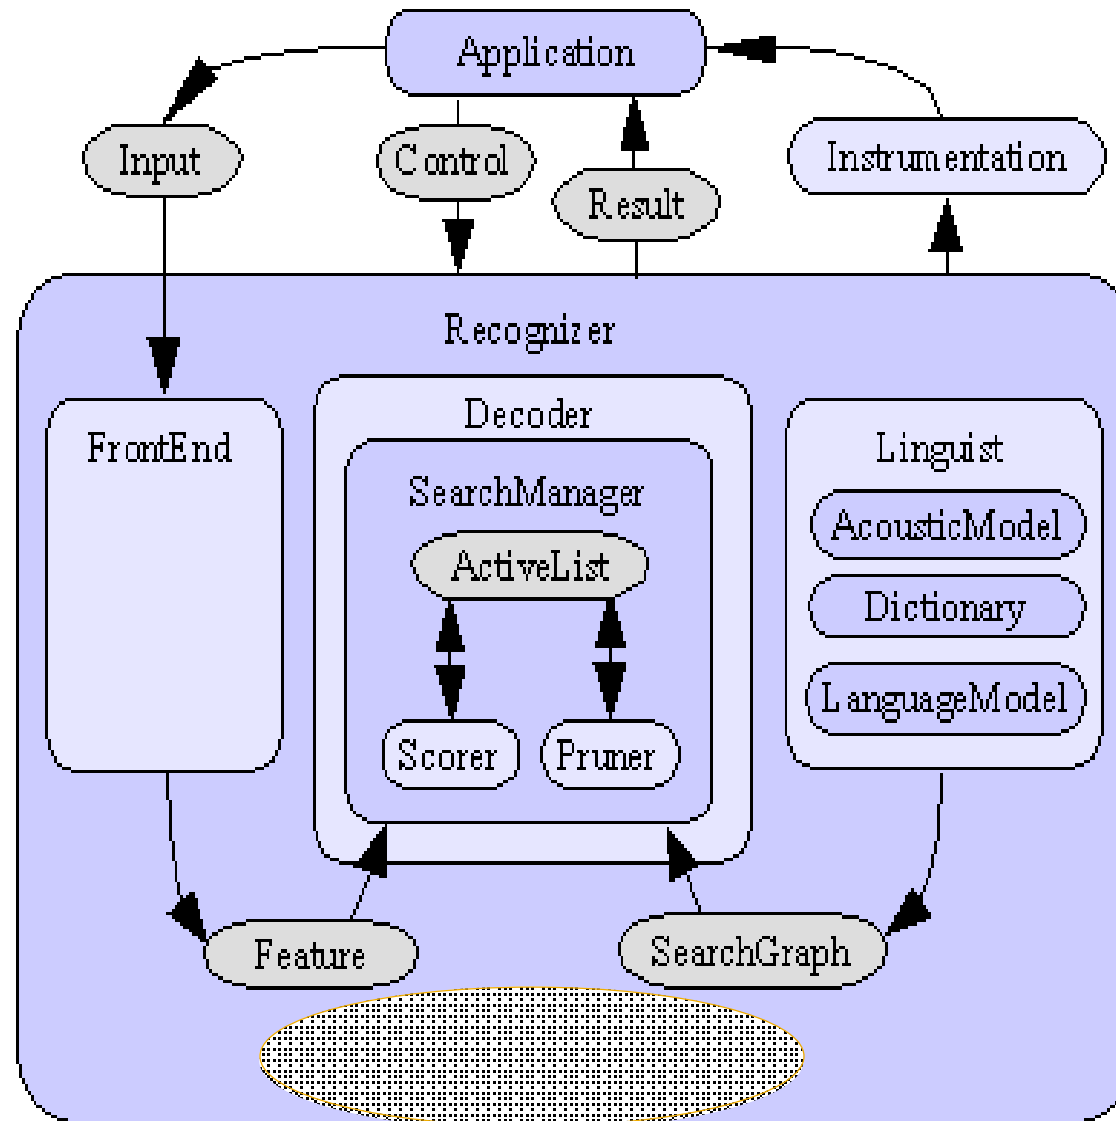 Application
Input
Control
Result
Instrumentation
Recognizer
FrontEnd
Decoder
SearchManager
ActiveList
Scorer
Pruner
Linguist
AcousticModel
Dictionary
LanguageModel
Feature
SearchGraph